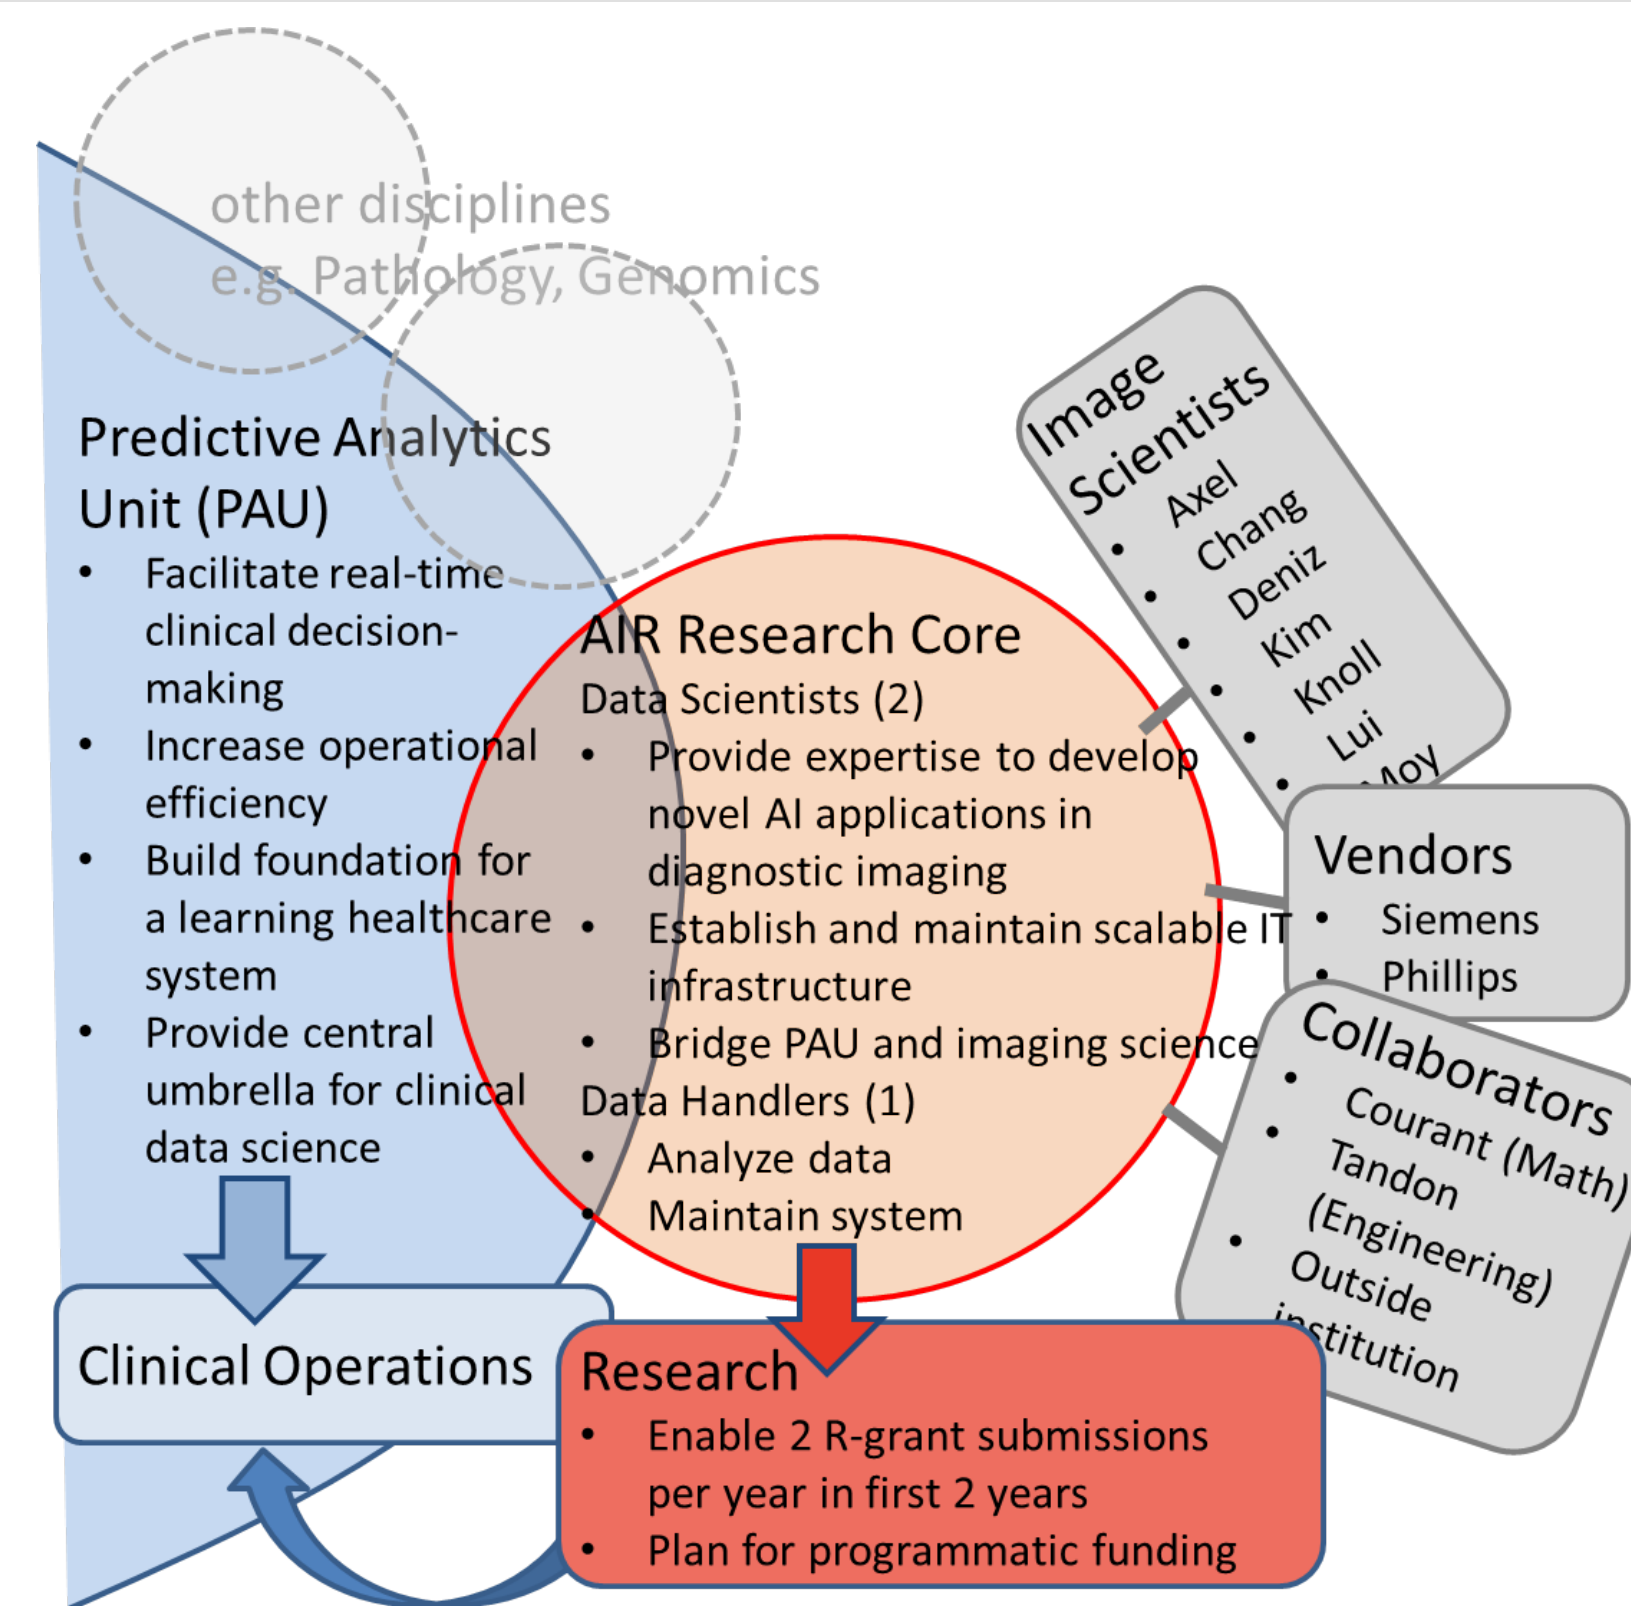 other disciplines
e.g. Pathology, Genomics
Predictive Analytics
Unit (PAU)
• Facilitate real-time
clinical decision-
making
• Increase operational
efficiency
• Build foundation for
a learning healthcare
system
• Provide central
umbrella for clinical
data science
Clinical Operations
AIR Research Core
Data Scientists (2)
• Provide expertise to develop
novel AI applications in
diagnostic imaging
• Establish and maintain scalable IT
infrastructure
• Bridge PAU and imaging science
Data Handlers (1)
• Analyze data
• Maintain system
Research
• Enable 2 R-grant submissions
per year in first 2 years
• Plan for programmatic funding
Image
Scientists
• Axel
• Chang
• Deniz
• Kim
• Knoll
• Lui
Moy
Vendors
• Siemens
• Phillips
Collaborators
• Courant (Math)
• Tandon
(Engineering)
• Outside
institution